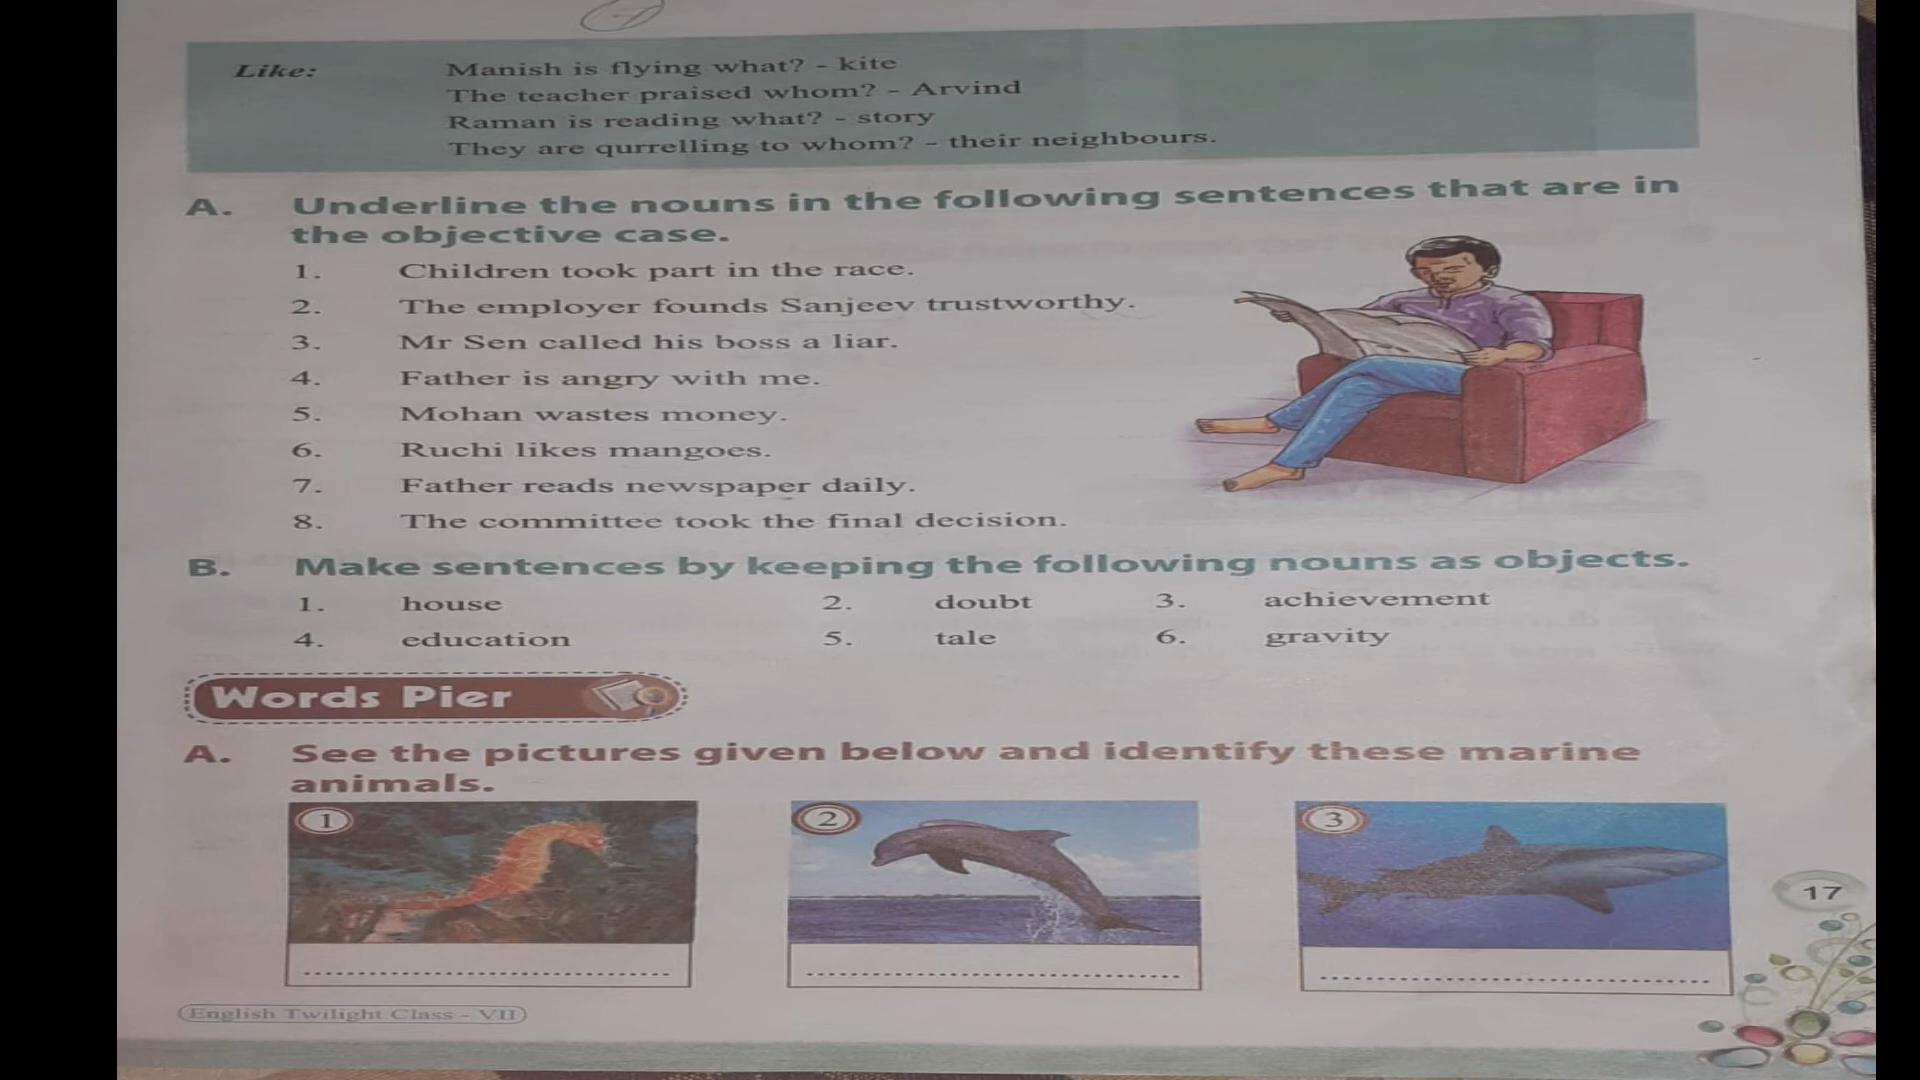 Like: Manish is flying what? - kite
The teacher praised whom? - Arvind
Raman is reading what? - story
They are qurrelling to whom? - their neighbours.
A. Underline the nouns in the following sentences that are in
the objective case.
1. Children took part in the race.
2. The employer founds Sanjeev trustworthy.
3. Mr Sen called his boss a liar.
4. Father is angry with me.
5. Mohan wastes money.
6. Ruchi likes mangoes.
7. Father reads newspaper daily.
8. The committee took the final decision.
B. Make sentences by keeping the following nouns as objects.
1. house 2. doubt 3. achievement
4. education 5. tale 6. gravity
Words Pier
A. See the pictures given below and identify these marine
animals.
1 2 3
17
English Twilight Class - VII